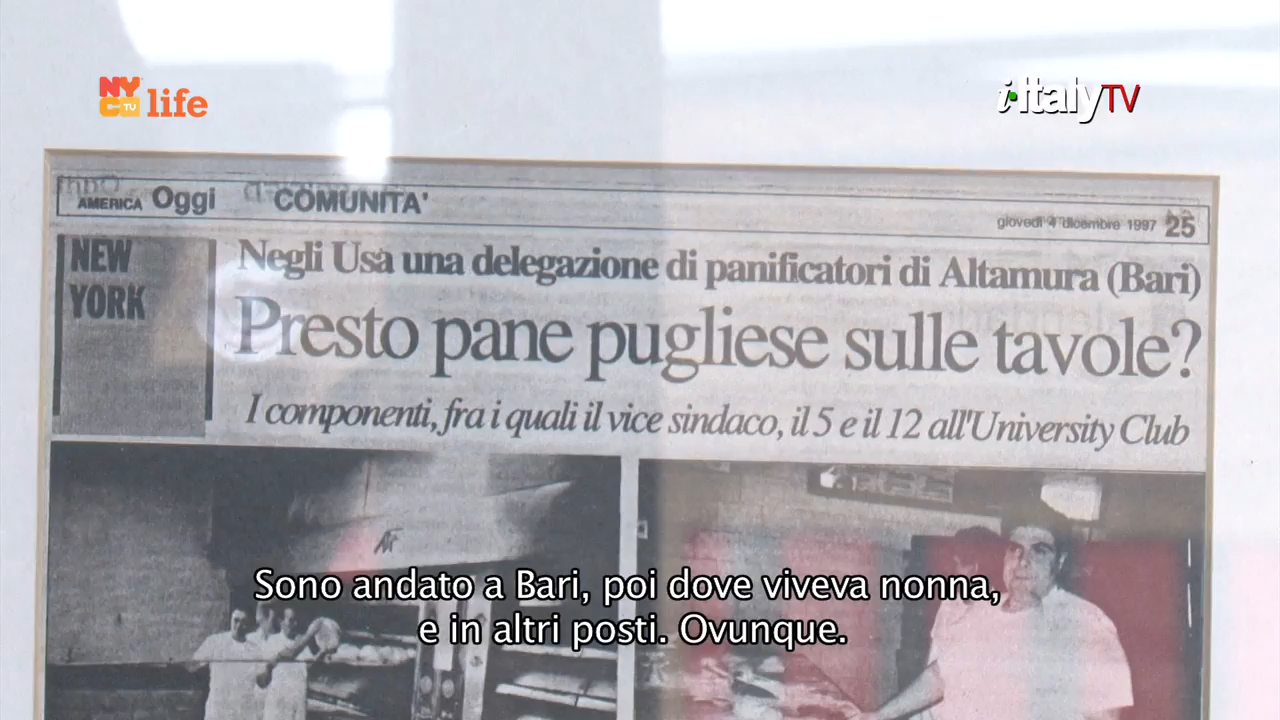 NYC TV life
i-ItalyTV
AMERICA Oggi COMUNITA'
giovedì 4 dicembre 1997 25
NEW
YORK
Negli Usa una delegazione di panificatori di Altamura (Bari)
Presto pane pugliese sulle tavole?
I componenti, fra i quali il vice sindaco, il 5 e il 12 all'University Club
Sono andato a Bari, poi dove viveva nonna,
e in altri posti. Ovunque.